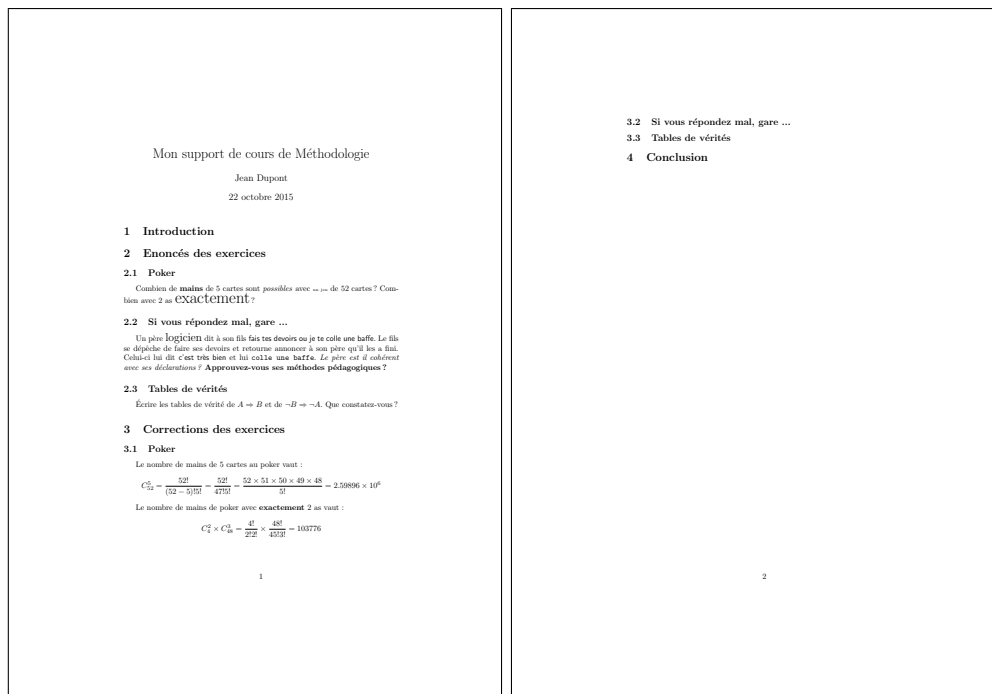 Mon support de cours de Méthodologie
Jean Dupont
22 octobre 2015
1 Introduction
2 Enoncés des exercices
2.1 Poker
Combien de mains de 5 cartes sont possibles avec de 52 cartes ? Com-
bien avec 2 as exactement ?
2.2 Si vous répondez mal, gare ...
Un père logicien dit à son fils fais tes devoirs ou je te colle une baffe. Le fils
se dépêche de faire ses devoirs et retourne annoncer à son père qu'il les a fini.
Celui-ci lui dit c'est très bien et lui colle une baffe. Le père est il cohérent
avec ses déclarations ? Approuvez-vous ses méthodes pédagogiques ?
2.3 Tables de vérités
Écrire les tables de vérité de A ⇒ B et de ¬B ⇒ ¬A. Que constatez-vous ?
3 Corrections des exercices
3.1 Poker
Le nombre de mains de 5 cartes au poker vaut :
C_{52}^5 = 52!/((52 − 5)!5!) = 52!/(47!5!) = (52 × 51 × 50 × 49 × 48)/5! = 2.59896 × 10^6
Le nombre de mains de poker avec exactement 2 as vaut :
C_4^2 × C_{48}^3 = 4!/(2!2!) × 48!/(45!3!) = 103776
1
3.2 Si vous répondez mal, gare ...
3.3 Tables de vérités
4 Conclusion
2